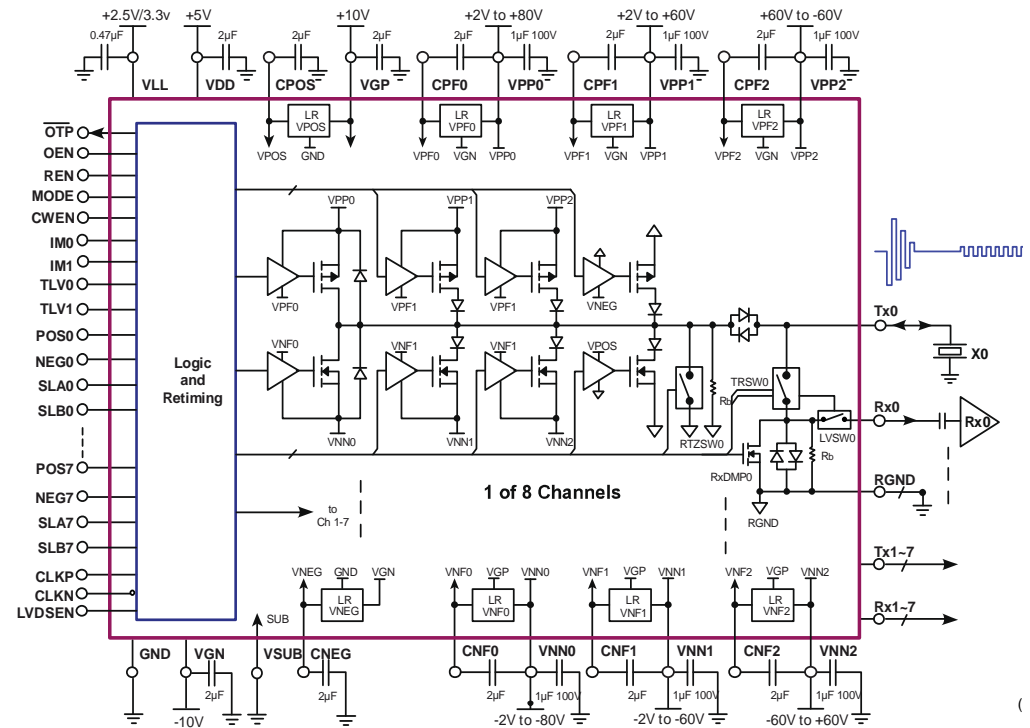 +2.5V/3.3v +5V +10V +2V to +80V +2V to +60V +60V to -60V
0.47µF 2µF 2µF 2µF 2µF 1µF 100V 2µF 1µF 100V 2µF 1µF 100V
VLL VDD CPOS VGP CPF0 VPP0 CPF1 VPP1 CPF2 VPP2
LR VPOS LR VPF0 LR VPF1 LR VPF2
VPOS GND VPF0 VGN VPP0 VPF1 VGN VPP1 VPF2 VGN VPP2
OTP
OEN
REN
MODE
CWEN
IM0
IM1
TLV0
TLV1
POS0
NEG0
SLA0
SLB0
POS7
NEG7
SLA7
SLB7
CLKP
CLKN
LVDSEN
Logic
and
Retiming
VPP0 VPP1 VPP2
VPF0 VPF1 VPF1 VNEG
VNF0 VNF1 VNF1 VPOS
VNN0 VNN1 VNN2
RTZSW0
Rb
TRSW0
LVSW0
Rb
RxDMP0
RGND
Tx0
X0
Rx0
Rx0
RGND
Tx1~7
Rx1~7
1 of 8 Channels
to
Ch 1-7
VNEG GND VGN VNF0 VGP VNN0 VNF1 VGP VNN1 VNF2 VGP VNN2
LR VNEG LR VNF0 LR VNF1 LR VNF2
SUB
GND VGN VSUB CNEG CNF0 VNN0 CNF1 VNN1 CNF2 VNN2
2µF 2µF 2µF 1µF 100V 2µF 1µF 100V 2µF 1µF 100V
-10V -2V to -80V -2V to -60V -60V to +60V
(